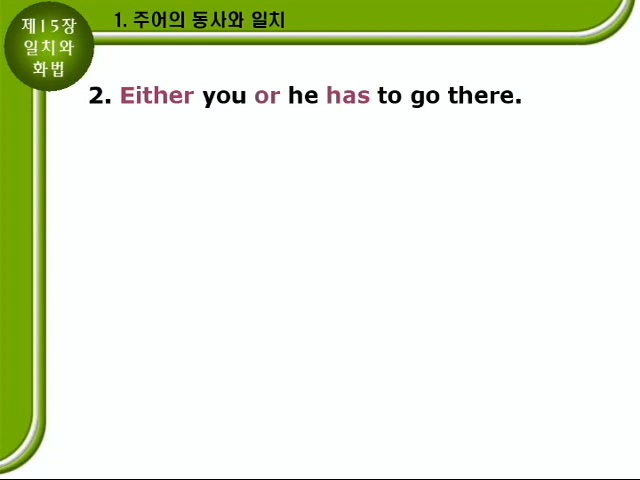 제15장
일치와
화법
1. 주어의 동사와 일치
2. Either you or he has to go there.